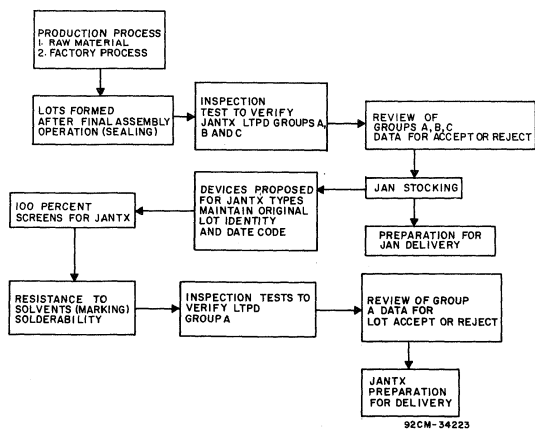 PRODUCTION PROCESS
1. RAW MATERIAL
2. FACTORY PROCESS
LOTS FORMED
AFTER FINAL ASSEMBLY
OPERATION (SEALING)
INSPECTION
TEST TO VERIFY
JANTX LTPD GROUPS A,
B AND C
REVIEW OF
GROUPS A, B, C
DATA FOR ACCEPT OR REJECT
JAN STOCKING
PREPARATION FOR
JAN DELIVERY
DEVICES PROPOSED
FOR JANTX TYPES
MAINTAIN ORIGINAL
LOT IDENTITY
AND DATE CODE
100 PERCENT
SCREENS FOR JANTX
RESISTANCE TO
SOLVENTS (MARKING)
SOLDERABILITY
INSPECTION TESTS TO
VERIFY LTPD
GROUP A
REVIEW OF GROUP
A DATA FOR
LOT ACCEPT OR REJECT
JANTX
PREPARATION
FOR DELIVERY
92CM-34223